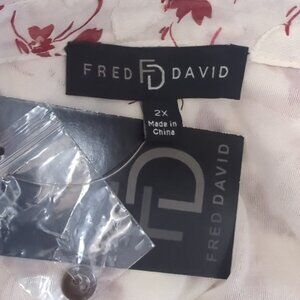 FRED FD DAVID
2X
Made in
China
FD
FRED DAVID